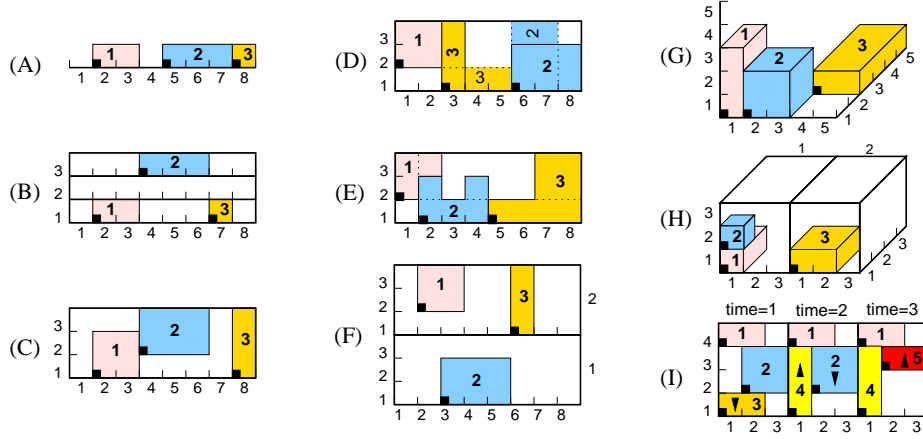 (A)
1 2 3
1 2 3 4 5 6 7 8
(B)
3 2
2
1 1 3
1 2 3 4 5 6 7 8
(C)
3 2
2 1 3
1
1 2 3 4 5 6 7 8
(D)
3 1 3 2
2 3 2
1
1 2 3 4 5 6 7 8
(E)
3 1 3
2
1 2
1 2 3 4 5 6 7 8
(F)
3 1 3 2
2
1
3
2 2 1
1
1 2 3 4 5 6 7 8
(G)
5
4 1 3
3 2 5
2 4
1 3
2
1
1 2 3 4 5
(H)
1 2
3
2 2 3 3
1 1 2
1
1 2 3 1 2 3
(I)
time=1 time=2 time=3
4 1 1 1
3 2 2 5
2 4 4
1 3
1 2 3 1 2 3 1 2 3